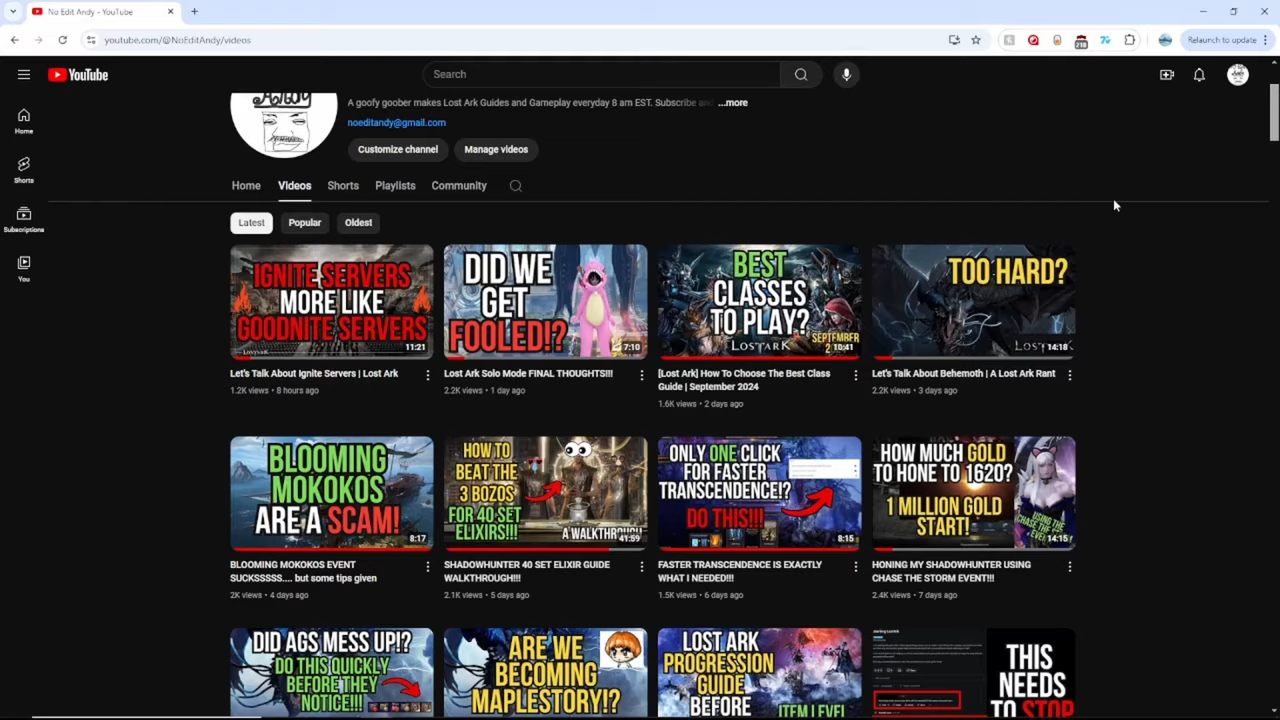 No Edit Andy - YouTube
youtube.com/@NoEditAndy/videos
218
Relaunch to update
YouTube
Search
Andy
A goofy goober makes Lost Ark Guides and Gameplay everyday 8 am EST. Subscribe and ...more
noeditandy@gmail.com
Customize channel
Manage videos
Home
Shorts
Subscriptions
You
Home Videos Shorts Playlists Community
Latest Popular Oldest
IGNITE SERVERS
MORE LIKE
GOODNITE SERVERS
LOST ARK
11:21
Let's Talk About Ignite Servers | Lost Ark
1.2K views • 8 hours ago
DID WE
GET
FOOLED!?
7:10
Lost Ark Solo Mode FINAL THOUGHTS!!!
2.2K views • 1 day ago
BEST
CLASSES
TO PLAY?
SEPTEMBER
LOST ARK
10:41
[Lost Ark] How To Choose The Best Class
Guide | September 2024
1.6K views • 2 days ago
TOO HARD?
14:18
Let's Talk About Behemoth | A Lost Ark Rant
2.2K views • 3 days ago
BLOOMING
MOKOKOS
ARE A SCAM!
8:17
BLOOMING MOKOKOS EVENT
SUCKSSSSS.... but some tips given
2K views • 4 days ago
HOW TO
BEAT THE
3 BOZOS
FOR 40 SET
ELIXIRS!!!
A WALKTHROUGH
41:59
SHADOWHUNTER 40 SET ELIXIR GUIDE
WALKTHROUGH!!!
2.1K views • 5 days ago
ONLY ONE CLICK
FOR FASTER
TRANSCENDENCE!?
DO THIS!!!
8:15
FASTER TRANSCENDENCE IS EXACTLY
WHAT I NEEDED!!!
1.5K views • 6 days ago
HOW MUCH GOLD
TO HONE TO 1620?
1 MILLION GOLD
START!
USING
CHASE THE
14:15
HONING MY SHADOWHUNTER USING
CHASE THE STORM EVENT!!!
2.4K views • 7 days ago
DID AGS MESS UP!?
DO THIS QUICKLY
BEFORE THEY
NOTICE!!!
ARE WE
BECOMING
MAPLESTORY!?
LOST ARK
PROGRESSION
GUIDE
BEFORE
ITEM LEVEL
THIS
NEEDS
TO STOP